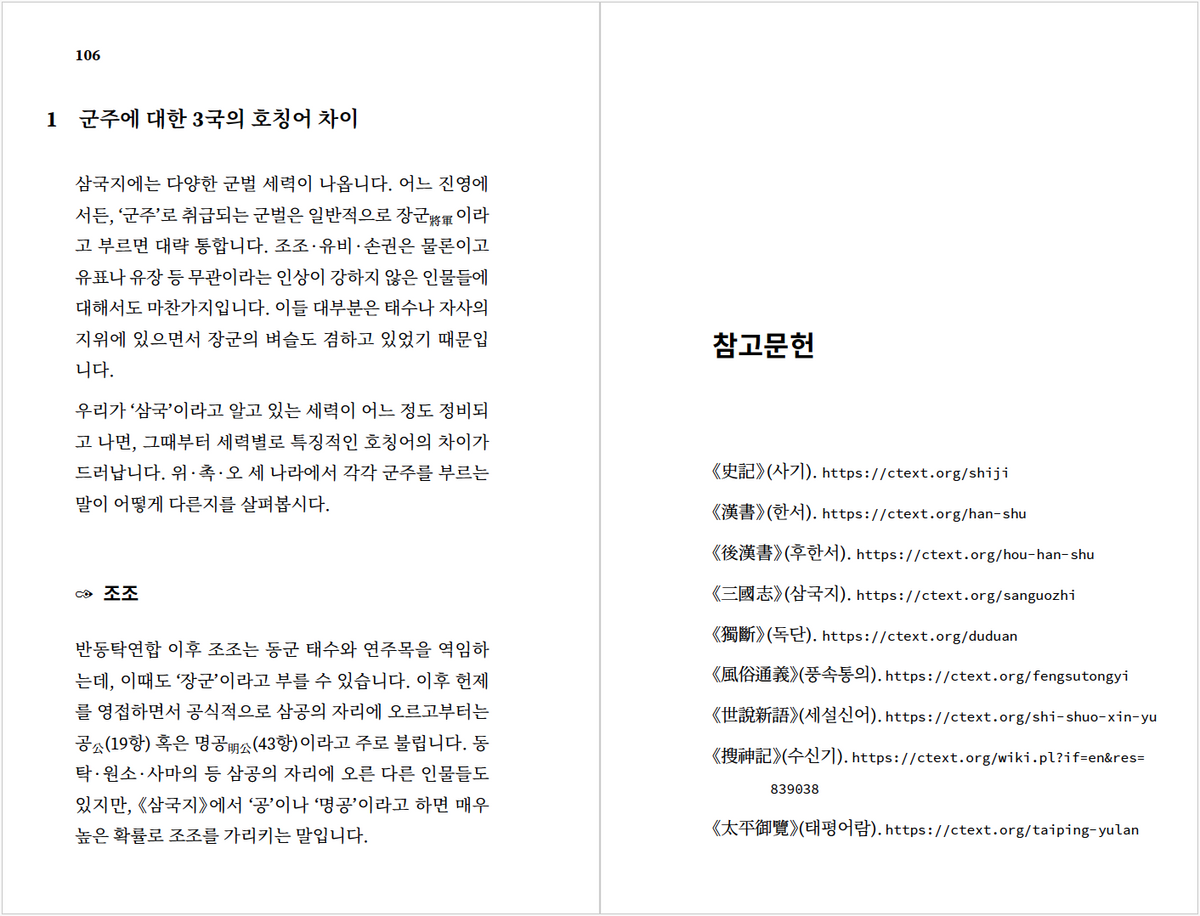 106
1 군주에 대한 3국의 호칭어 차이
삼국지에는 다양한 군벌 세력이 나옵니다. 어느 진영에
서든, ‘군주’로 취급되는 군벌은 일반적으로 장군將軍이라
고 부르면 대략 통합니다. 조조·유비·손권은 물론이고
유표나 유장 등 무관이라는 인상이 강하지 않은 인물들에
대해서도 마찬가지입니다. 이들 대부분은 태수나 자사의
지위에 있으면서 장군의 벼슬도 겸하고 있었기 때문입
니다.
우리가 ‘삼국’이라고 알고 있는 세력이 어느 정도 정비되
고 나면, 그때부터 세력별로 특징적인 호칭어의 차이가
드러납니다. 위·촉·오 세 나라에서 각각 군주를 부르는
말이 어떻게 다른지를 살펴봅시다.
조조
반동탁연합 이후 조조는 동군 태수와 연주목을 역임하
는데, 이때도 ‘장군’이라고 부를 수 있습니다. 이후 헌제
를 영접하면서 공식적으로 삼공의 자리에 오르고부터는
공公(19항) 혹은 명공明公(43항)이라고 주로 불립니다. 동
탁·원소·사마의 등 삼공의 자리에 오른 다른 인물들도
있지만, 《삼국지》에서 ‘공’이나 ‘명공’이라고 하면 매우
높은 확률로 조조를 가리키는 말입니다.
참고문헌
《史記》(사기). https://ctext.org/shiji
《漢書》(한서). https://ctext.org/han-shu
《後漢書》(후한서). https://ctext.org/hou-han-shu
《三國志》(삼국지). https://ctext.org/sanguozhi
《獨斷》(독단). https://ctext.org/duduan
《風俗通義》(풍속통의). https://ctext.org/fengsutongyi
《世說新語》(세설신어). https://ctext.org/shi-shuo-xin-yu
《搜神記》(수신기). https://ctext.org/wiki.pl?if=en&res=
839038
《太平御覽》(태평어람). https://ctext.org/taiping-yulan